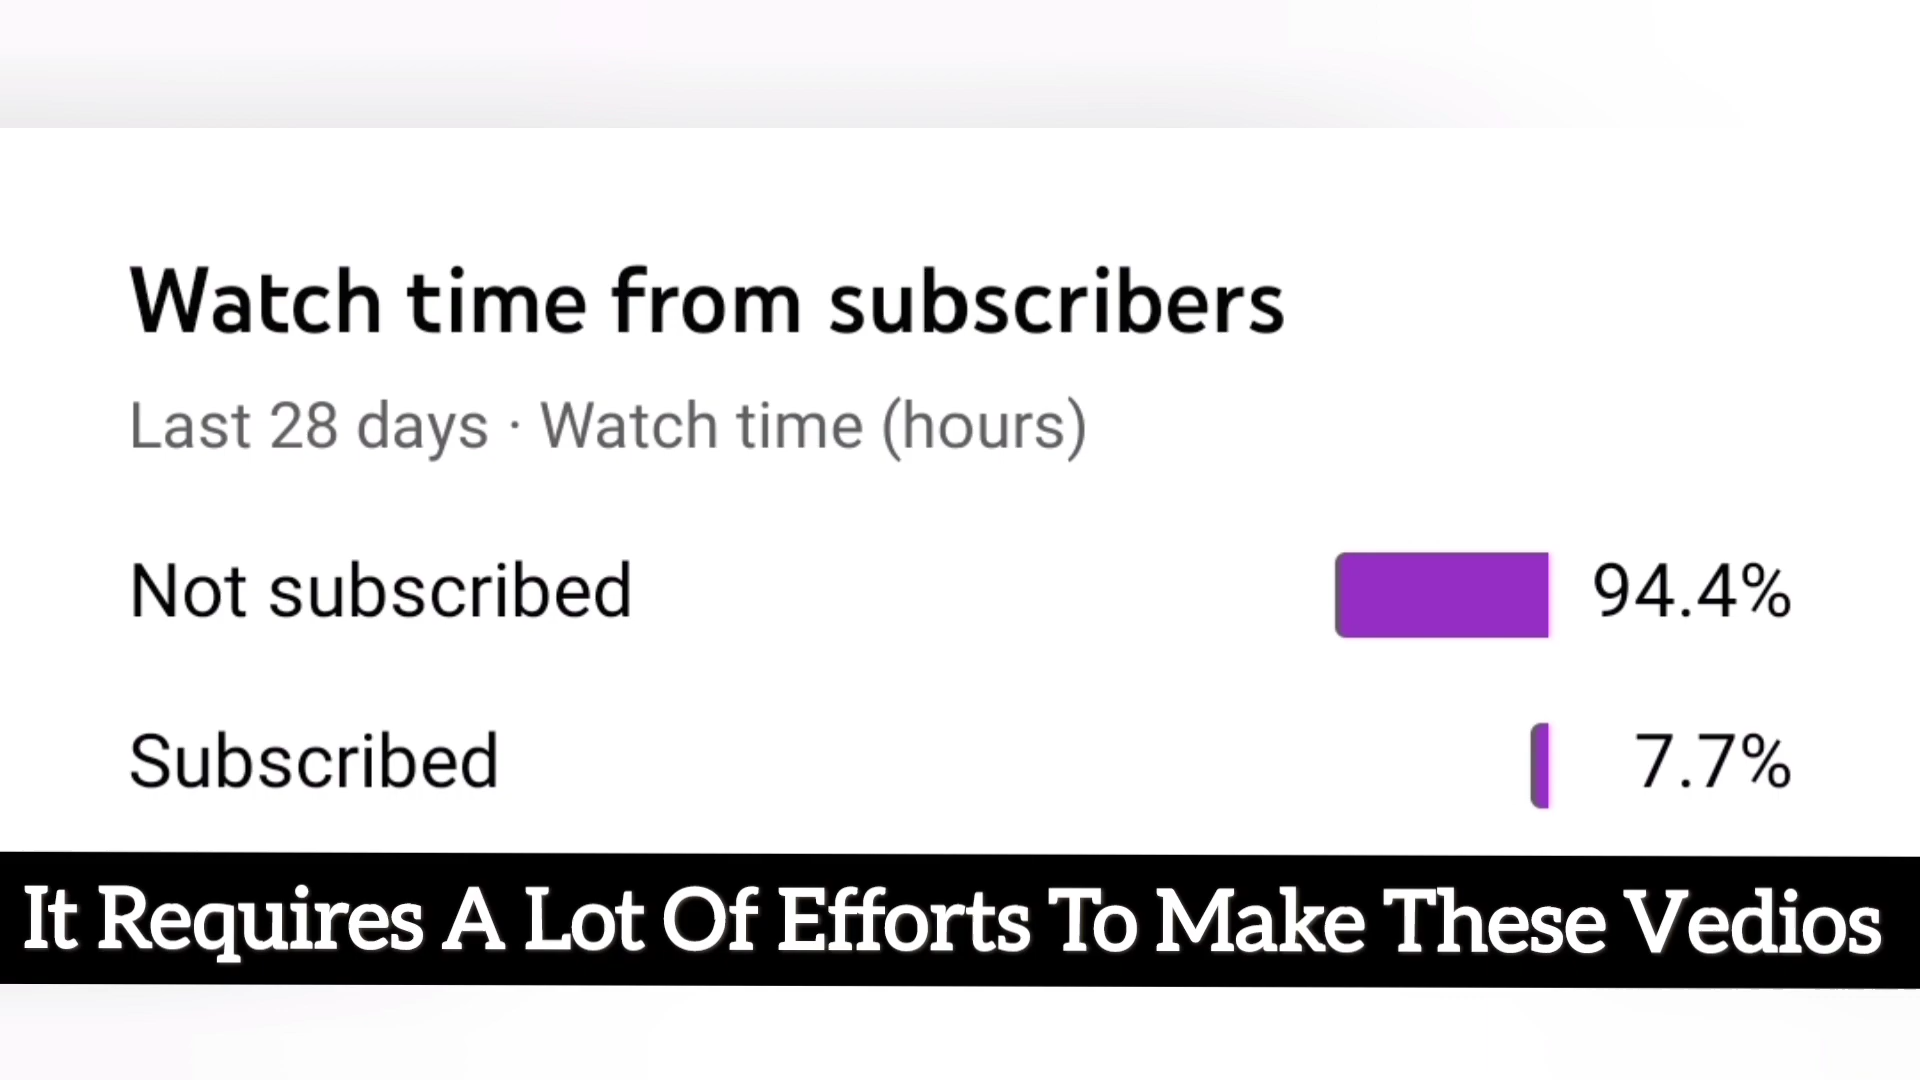 Watch time from subscribers
Last 28 days · Watch time (hours)
Not subscribed 94.4%
Subscribed 7.7%
It Requires A Lot Of Efforts To Make These Vedios